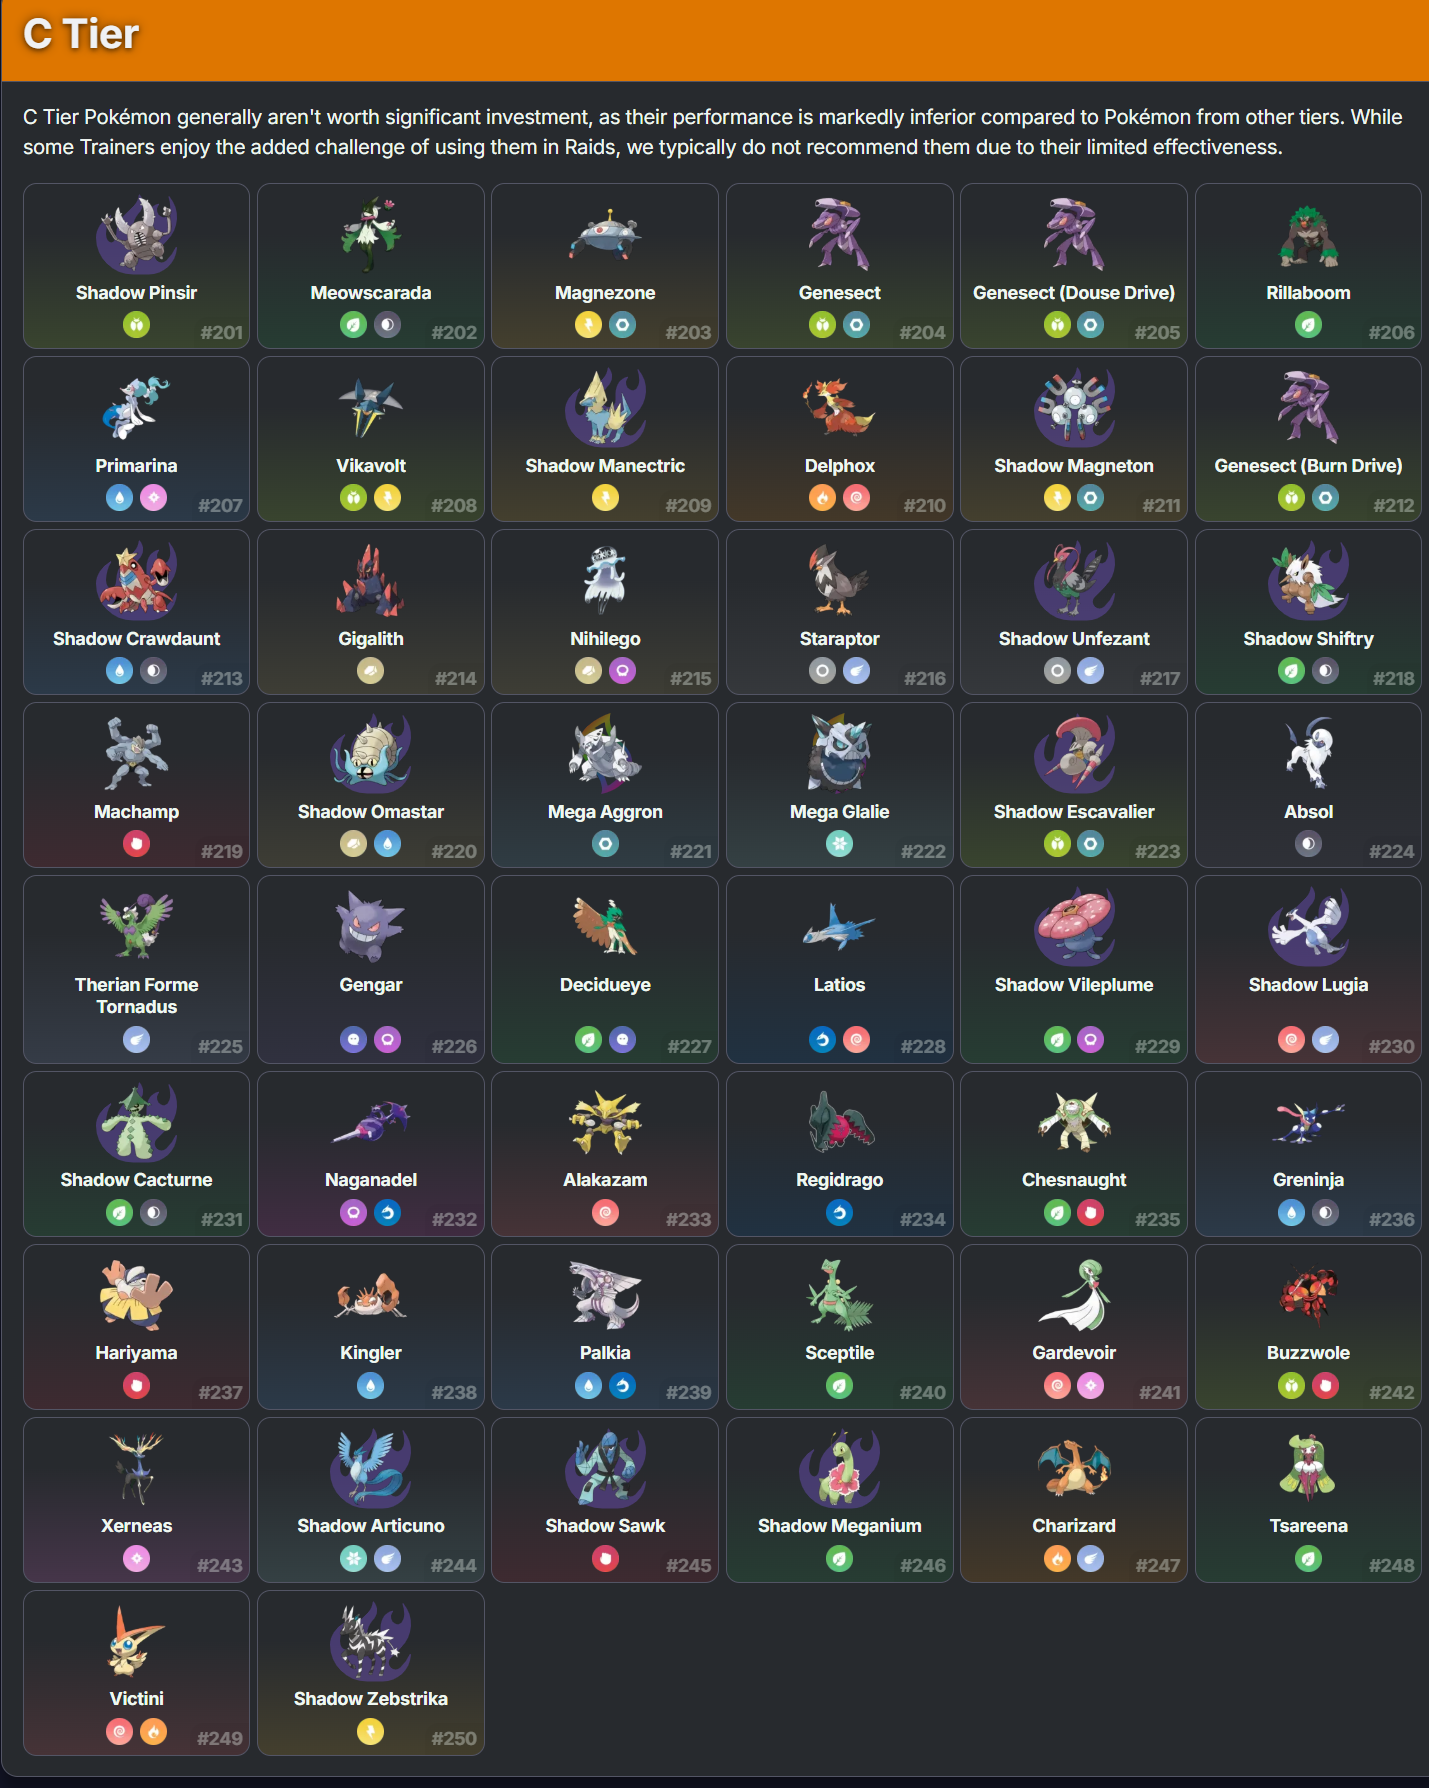 C Tier
C Tier Pokémon generally aren't worth significant investment, as their performance is markedly inferior compared to Pokémon from other tiers. While
some Trainers enjoy the added challenge of using them in Raids, we typically do not recommend them due to their limited effectiveness.
Shadow Pinsir
#201
Meowscarada
#202
Magnezone
#203
Genesect
#204
Genesect (Douse Drive)
#205
Rillaboom
#206
Primarina
#207
Vikavolt
#208
Shadow Manectric
#209
Delphox
#210
Shadow Magneton
#211
Genesect (Burn Drive)
#212
Shadow Crawdaunt
#213
Gigalith
#214
Nihilego
#215
Staraptor
#216
Shadow Unfezant
#217
Shadow Shiftry
#218
Machamp
#219
Shadow Omastar
#220
Mega Aggron
#221
Mega Glalie
#222
Shadow Escavalier
#223
Absol
#224
Therian Forme
Tornadus
#225
Gengar
#226
Decidueye
#227
Latios
#228
Shadow Vileplume
#229
Shadow Lugia
#230
Shadow Cacturne
#231
Naganadel
#232
Alakazam
#233
Regidrago
#234
Chesnaught
#235
Greninja
#236
Hariyama
#237
Kingler
#238
Palkia
#239
Sceptile
#240
Gardevoir
#241
Buzzwole
#242
Xerneas
#243
Shadow Articuno
#244
Shadow Sawk
#245
Shadow Meganium
#246
Charizard
#247
Tsareena
#248
Victini
#249
Shadow Zebstrika
#250